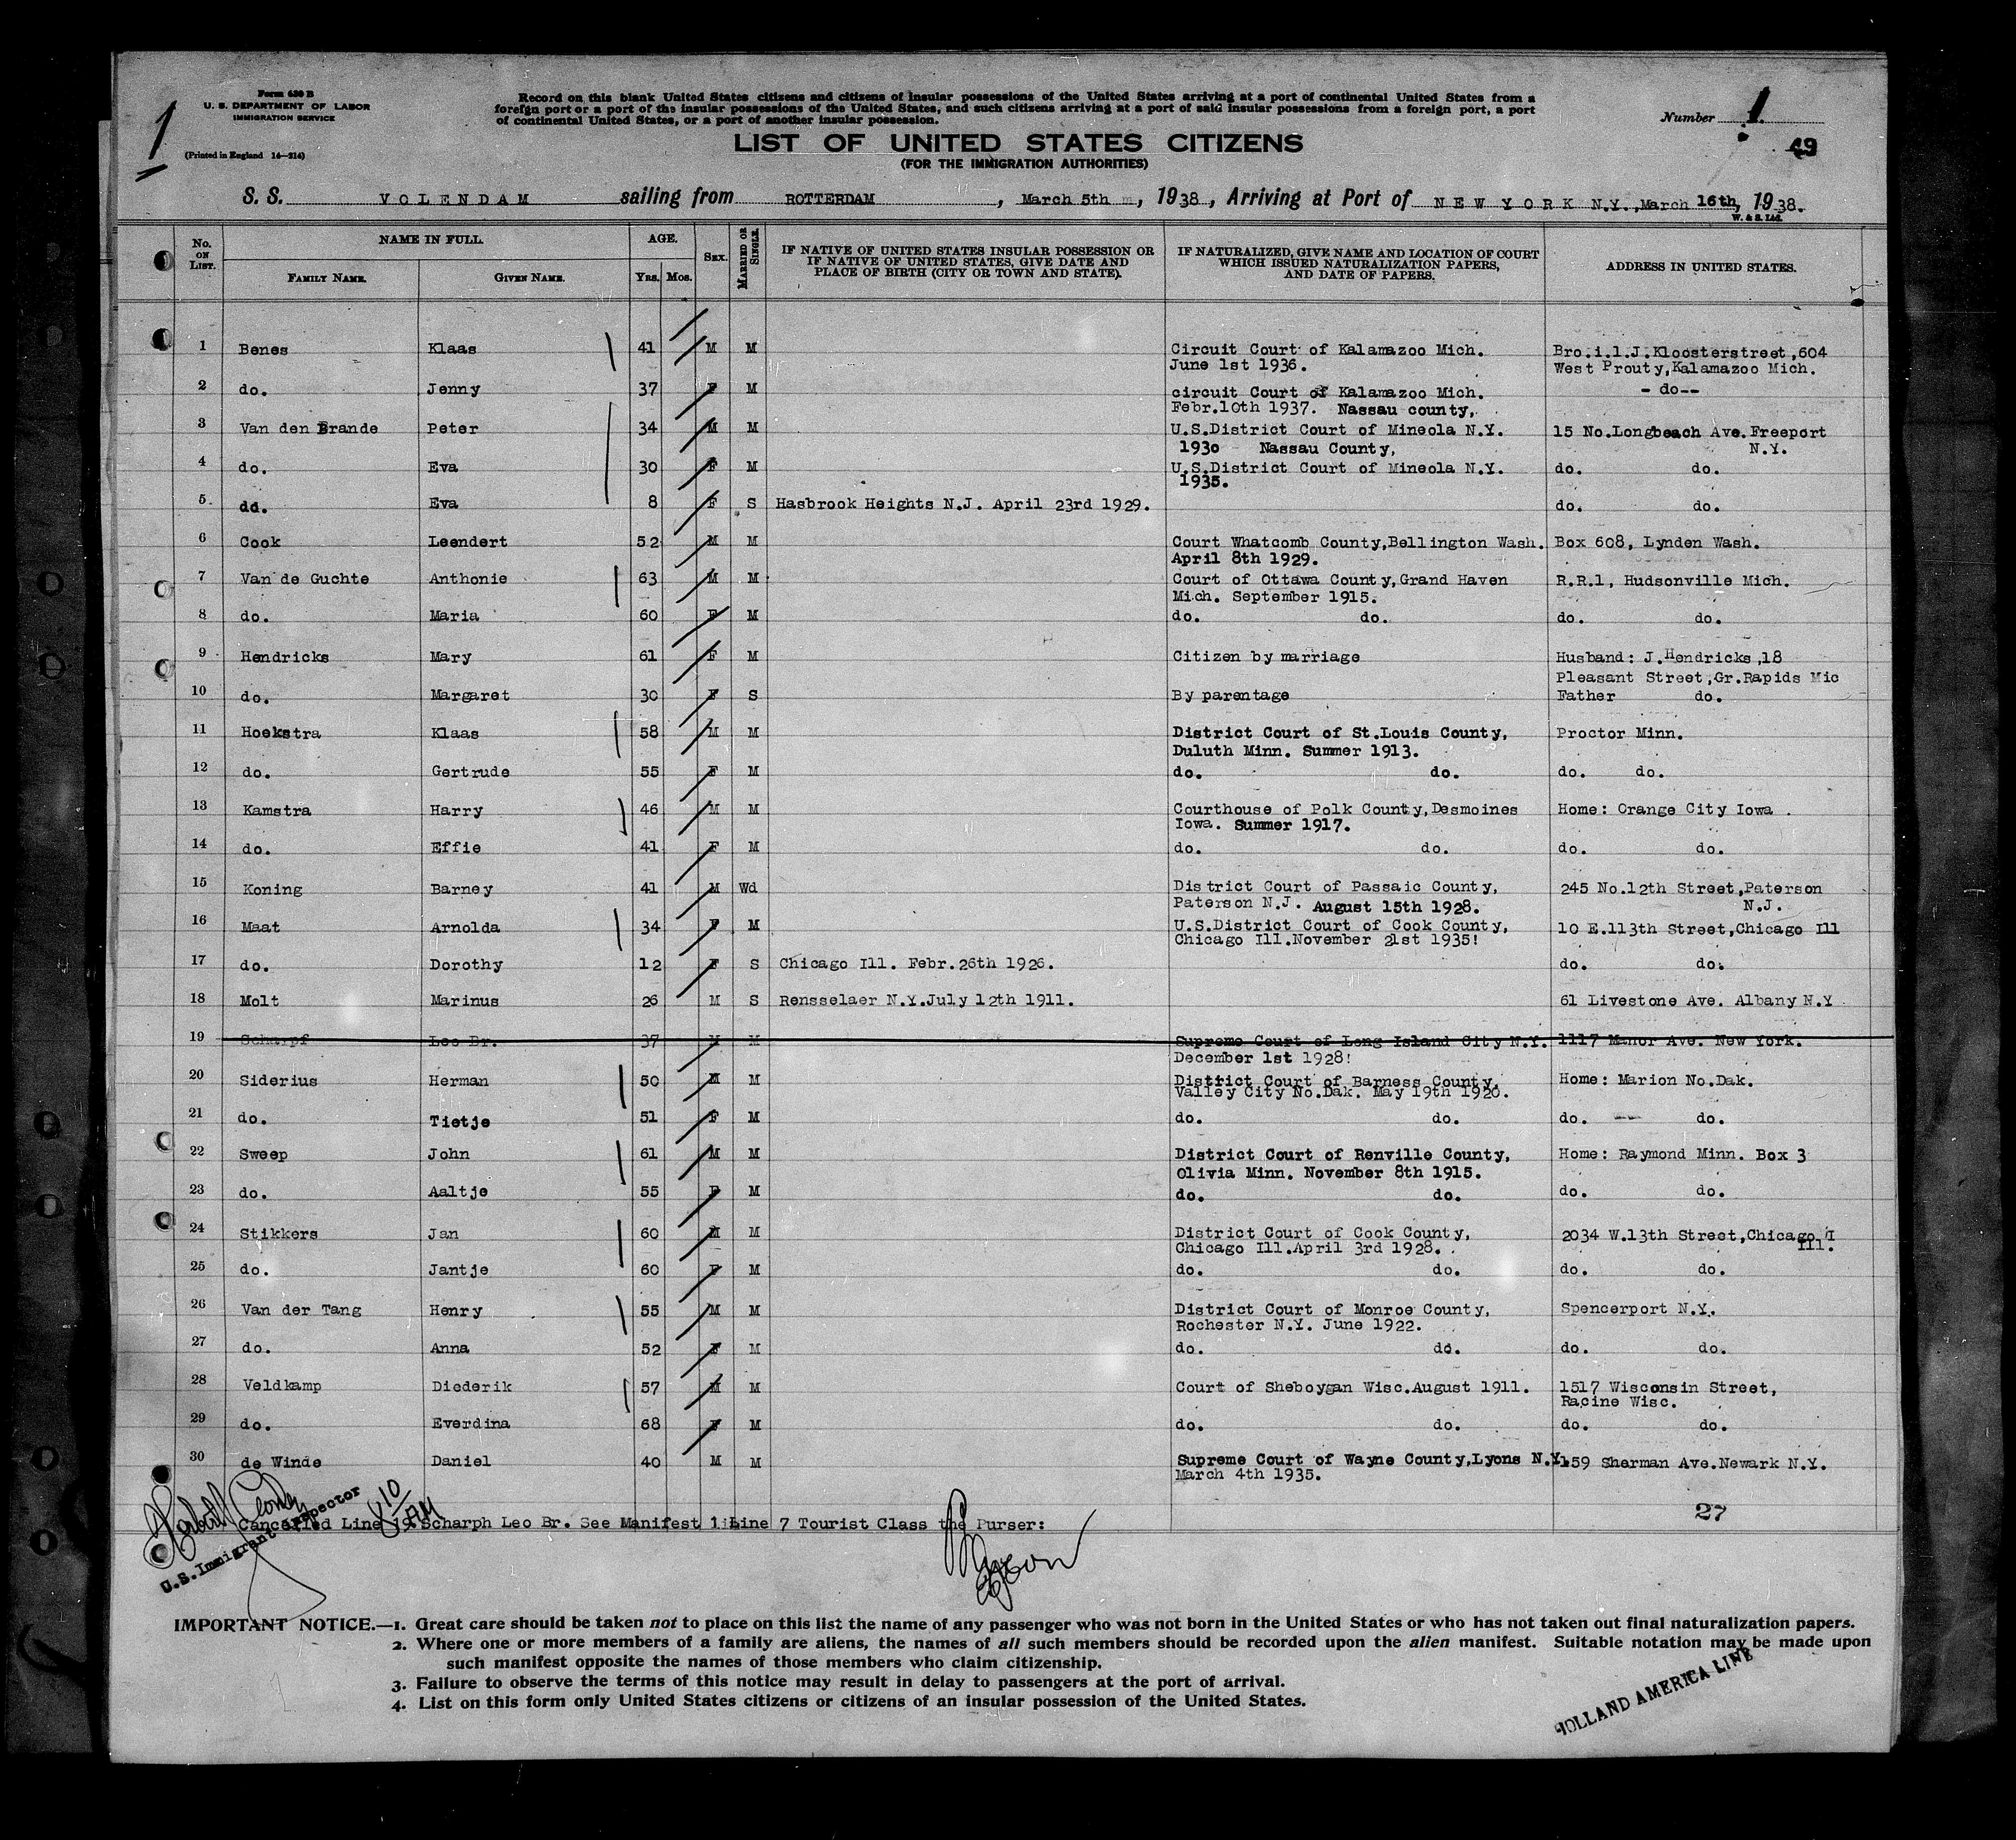 Form 630 B
U. S. DEPARTMENT OF LABOR
IMMIGRATION SERVICE
(Printed in England 14—214)
1
Record on this blank United States citizens and citizens of insular possessions of the United States arriving at a port of continental United States from a
foreign port or a port of the insular possessions of the United States, and such citizens arriving at a port of said insular possessions from a foreign port, a port
of continental United States, or a port of another insular possession.
Number 1.
49
LIST OF UNITED STATES CITIZENS
(FOR THE IMMIGRATION AUTHORITIES)
S. S. VOLENDAM sailing from ROTTERDAM, March 5th, 1938, Arriving at Port of NEW YORK N.Y., March 16th, 1938.
W. & S. Ltd.
No. ON LIST. NAME IN FULL. FAMILY NAME. GIVEN NAME. AGE. YRS. MOS. SEX. MARRIED OR SINGLE. IF NATIVE OF UNITED STATES INSULAR POSSESSION OR IF NATIVE OF UNITED STATES, GIVE DATE AND PLACE OF BIRTH (CITY OR TOWN AND STATE). IF NATURALIZED, GIVE NAME AND LOCATION OF COURT WHICH ISSUED NATURALIZATION PAPERS, AND DATE OF PAPERS. ADDRESS IN UNITED STATES.
1 Benes Klaas 41 M M Circuit Court of Kalamazoo Mich. Bro.i.l.J.Kloosterstreet,604
June 1st 1936. West Prouty,Kalamazoo Mich.
2 do. Jenny 37 F M circuit Court of Kalamazoo Mich. - do--
Febr.10th 1937. Nassau county,
3 Van den Brande Peter 34 M M U.S.District Court of Mineola N.Y. 15 No.Longbeach Ave.Freeport
1930 Nassau County, N.Y.
4 do. Eva 30 F M U.S.District Court of Mineola N.Y. do. do.
1935.
5 dd. Eva 8 F S Hasbrook Heights N.J. April 23rd 1929. do. do.
6 Cook Leendert 52 M M Court Whatcomb County,Bellington Wash. Box 608, Lynden Wash.
April 8th 1929.
7 Van de Guchte Anthonie 63 M M Court of Ottawa County,Grand Haven R.R.1, Hudsonville Mich.
Mich. September 1915.
8 do. Maria 60 F M do. do. do. do.
9 Hendricks Mary 61 F M Citizen by marriage Husband: J.Hendricks,18
Pleasant Street,Gr.Rapids Mic
10 do. Margaret 30 F S By parentage Father do.
11 Hoekstra Klaas 58 M M District Court of St.Louis County, Proctor Minn.
Duluth Minn. Summer 1913.
12 do. Gertrude 55 F M do. do. do. do.
13 Kamstra Harry 46 M M Courthouse of Polk County,Desmoines Home: Orange City Iowa .
Iowa. Summer 1917.
14 do. Effie 41 F M do. do. do. do.
15 Koning Barney 41 M Wd District Court of Passaic County, 245 No.12th Street,Paterson
Paterson N.J. August 15th 1928. N.J.
16 Maat Arnolda 34 F M U.S.District Court of Cook County, 10 E.113th Street,Chicago Ill
Chicago Ill.November 21st 1935!
17 do. Dorothy 12 F S Chicago Ill. Febr.26th 1926. do. do.
18 Molt Marinus 26 M S Rensselaer N.Y.July 12th 1911. 61 Livestone Ave. Albany N.Y
19 Scharpf Leo Br. 37 M M Supreme Court of Long Island City N.Y. 1117 Manor Ave. New York.
December 1st 1928!
20 Siderius Herman 50 M M District Court of Barness County, Home: Marion No.Dak.
Valley City No.Dak. May 19th 1920.
21 do. Tietje 51 F M do. do. do. -- do.
22 Sweep John 61 M M District Court of Renville County, Home: Raymond Minn. Box 3
Olivia Minn. November 8th 1915.
23 do. Aaltje 55 F M do. do. do. do.
24 Stikkers Jan 60 M M District Court of Cook County, 2034 W.13th Street,Chicago I
Chicago Ill.April 3rd 1928. Ill.
25 do. Jantje 60 F M do. do. do. do.
26 Van der Tang Henry 55 M M District Court of Monroe County, Spencerport N.Y.
Rochester N.Y. June 1922.
27 do. Anna 52 F M do. do. do. do.
28 Veldkamp Diederik 57 M M Court of Sheboygan Wisc.August 1911. 1517 Wisconsin Street,
Racine Wisc.
29 do. Everdina 68 F M do. do. do. do.
30 de Winde Daniel 40 M M Supreme Court of Wayne County,Lyons N.Y. 159 Sherman Ave.Newark N.Y.
March 4th 1935.
27
8 10/AM
Cancelled Line 19 Scharph Leo Br. See Manifest 1 Line 7 Tourist Class the Purser:
U.S. Immigrant Inspector
IMPORTANT NOTICE.—1. Great care should be taken not to place on this list the name of any passenger who was not born in the United States or who has not taken out final naturalization papers.
2. Where one or more members of a family are aliens, the names of all such members should be recorded upon the alien manifest. Suitable notation may be made upon
such manifest opposite the names of those members who claim citizenship.
3. Failure to observe the terms of this notice may result in delay to passengers at the port of arrival.
4. List on this form only United States citizens or citizens of an insular possession of the United States.
HOLLAND AMERICA LINE